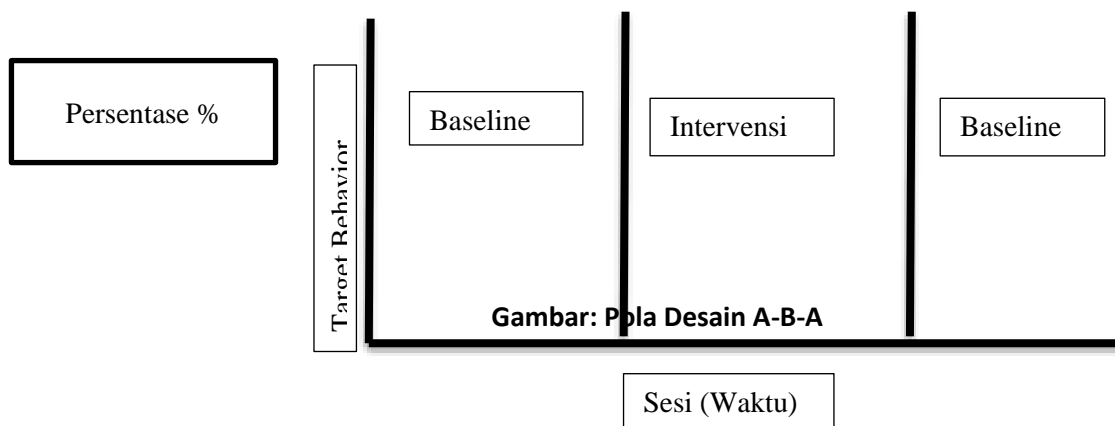 Persentase %
Target Behavior
Baseline
Intervensi
Baseline
Gambar: Pola Desain A-B-A
Sesi (Waktu)